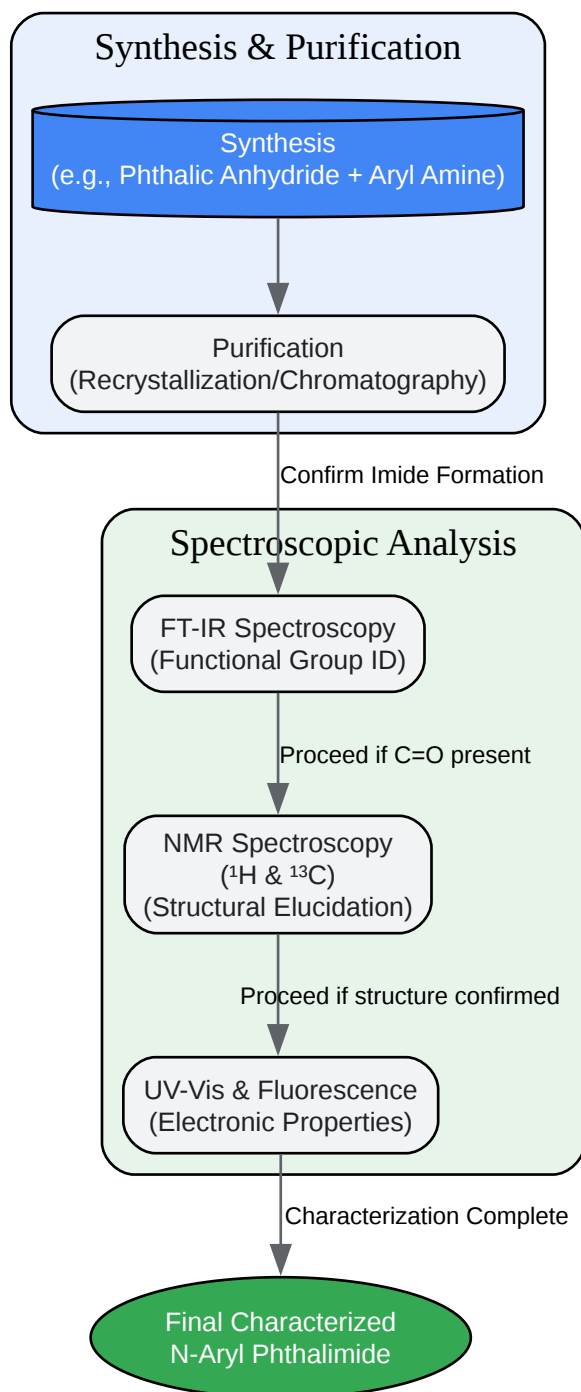 Synthesis & Purification
Synthesis
(e.g., Phthalic Anhydride + Aryl Amine)
Purification
(Recrystallization/Chromatography)
Confirm Imide Formation
Spectroscopic Analysis
FT-IR Spectroscopy
(Functional Group ID)
Proceed if C=O present
NMR Spectroscopy
(¹H & ¹³C)
(Structural Elucidation)
Proceed if structure confirmed
UV-Vis & Fluorescence
(Electronic Properties)
Characterization Complete
Final Characterized
N-Aryl Phthalimide